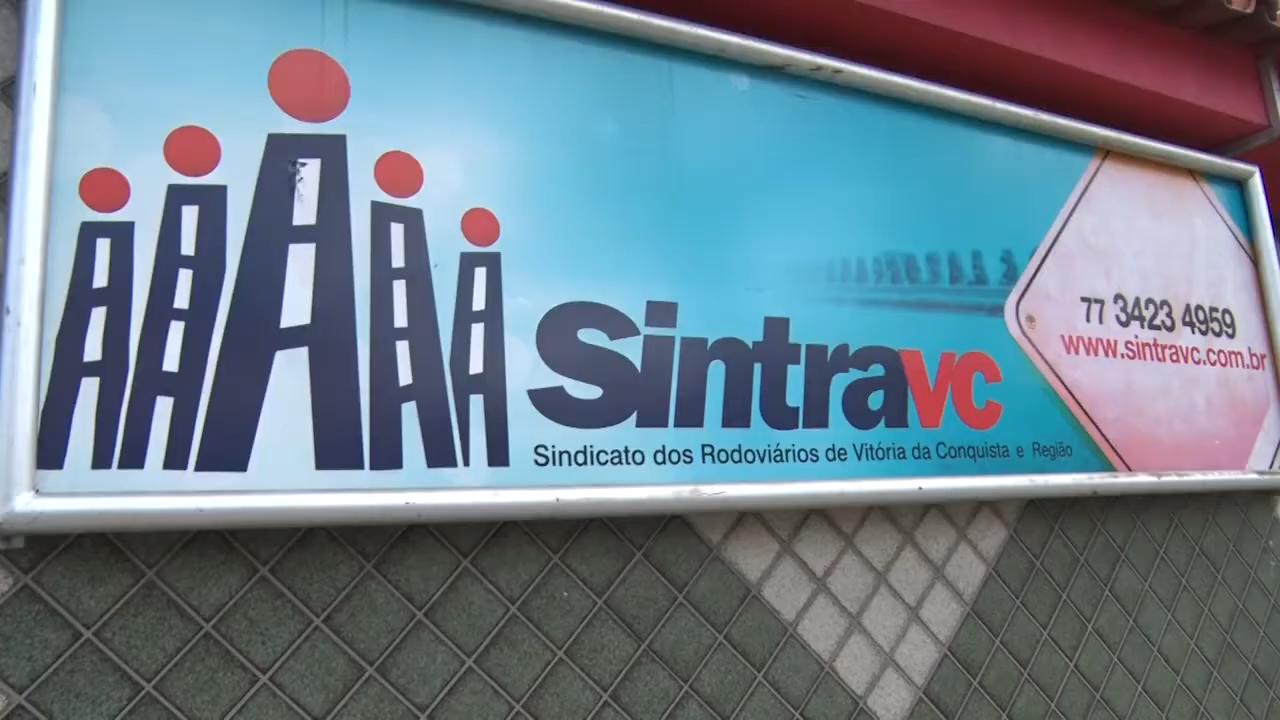 Sintravc
Sindicato dos Rodoviários de Vitória da Conquista e Região
77 3423 4959
www.sintravc.com.br